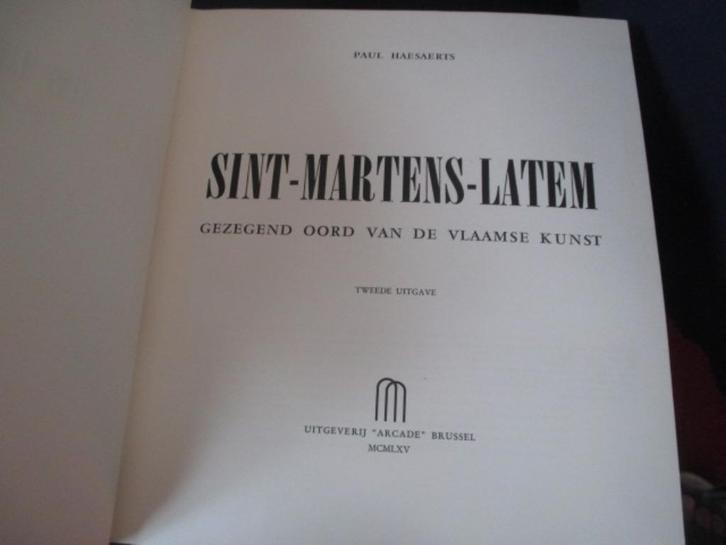 PAUL HAESAERTS
SINT-MARTENS-LATEM
GEZEGEND OORD VAN DE VLAAMSE KUNST
TWEEDE UITGAVE
UITGEVERIJ "ARCADE" BRUSSEL
MCMLXV